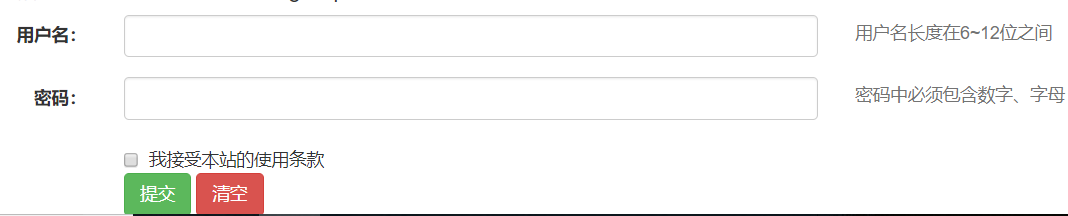 用户名： 用户名长度在6~12位之间
密码： 密码中必须包含数字、字母
我接受本站的使用条款
提交 清空